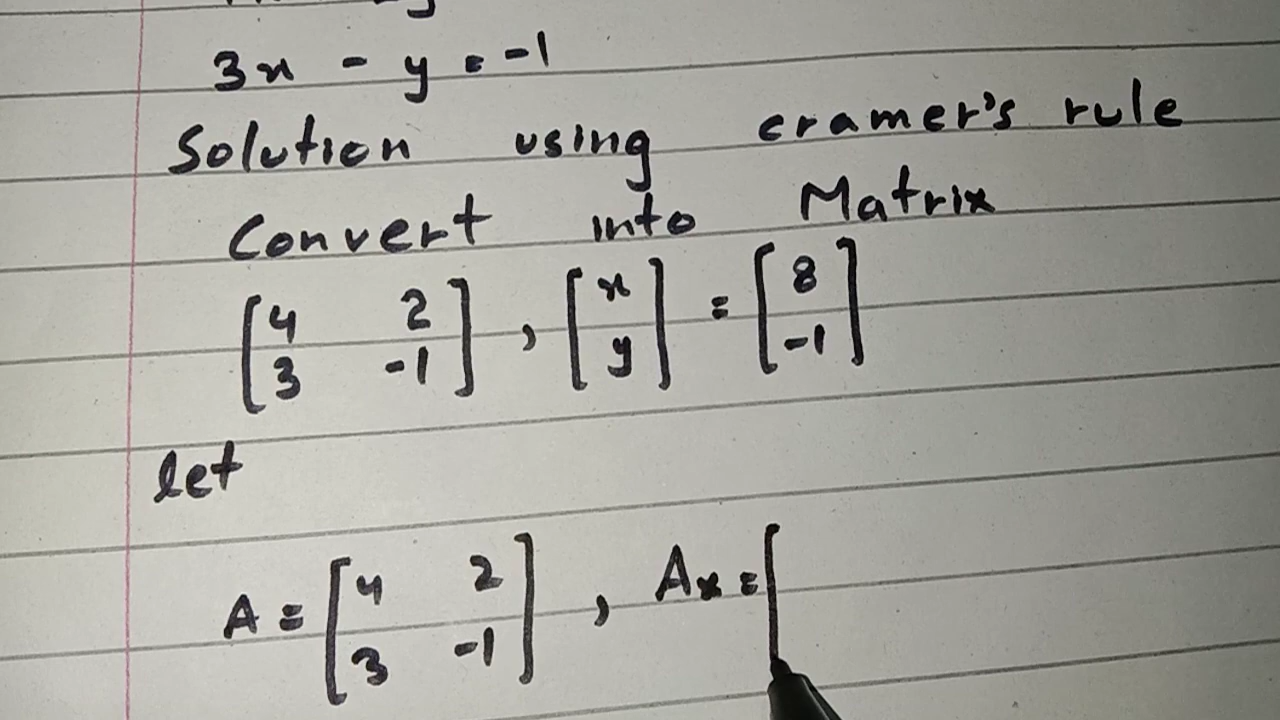 3x - y = -1
Solution using cramer's rule
Convert into Matrix
[4 2
3 -1], [x
y] = [8
-1]
let
A = [4 2
3 -1], Ax = [